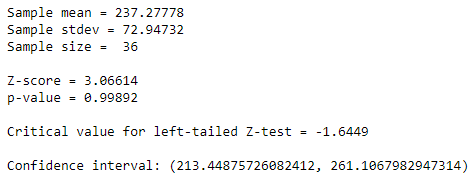 Sample mean = 237.27778
Sample stdev = 72.94732
Sample size =  36
Z-score = 3.06614
p-value = 0.99892
Critical value for left-tailed Z-test = -1.6449
Confidence interval: (213.44875726082412, 261.1067982947314)